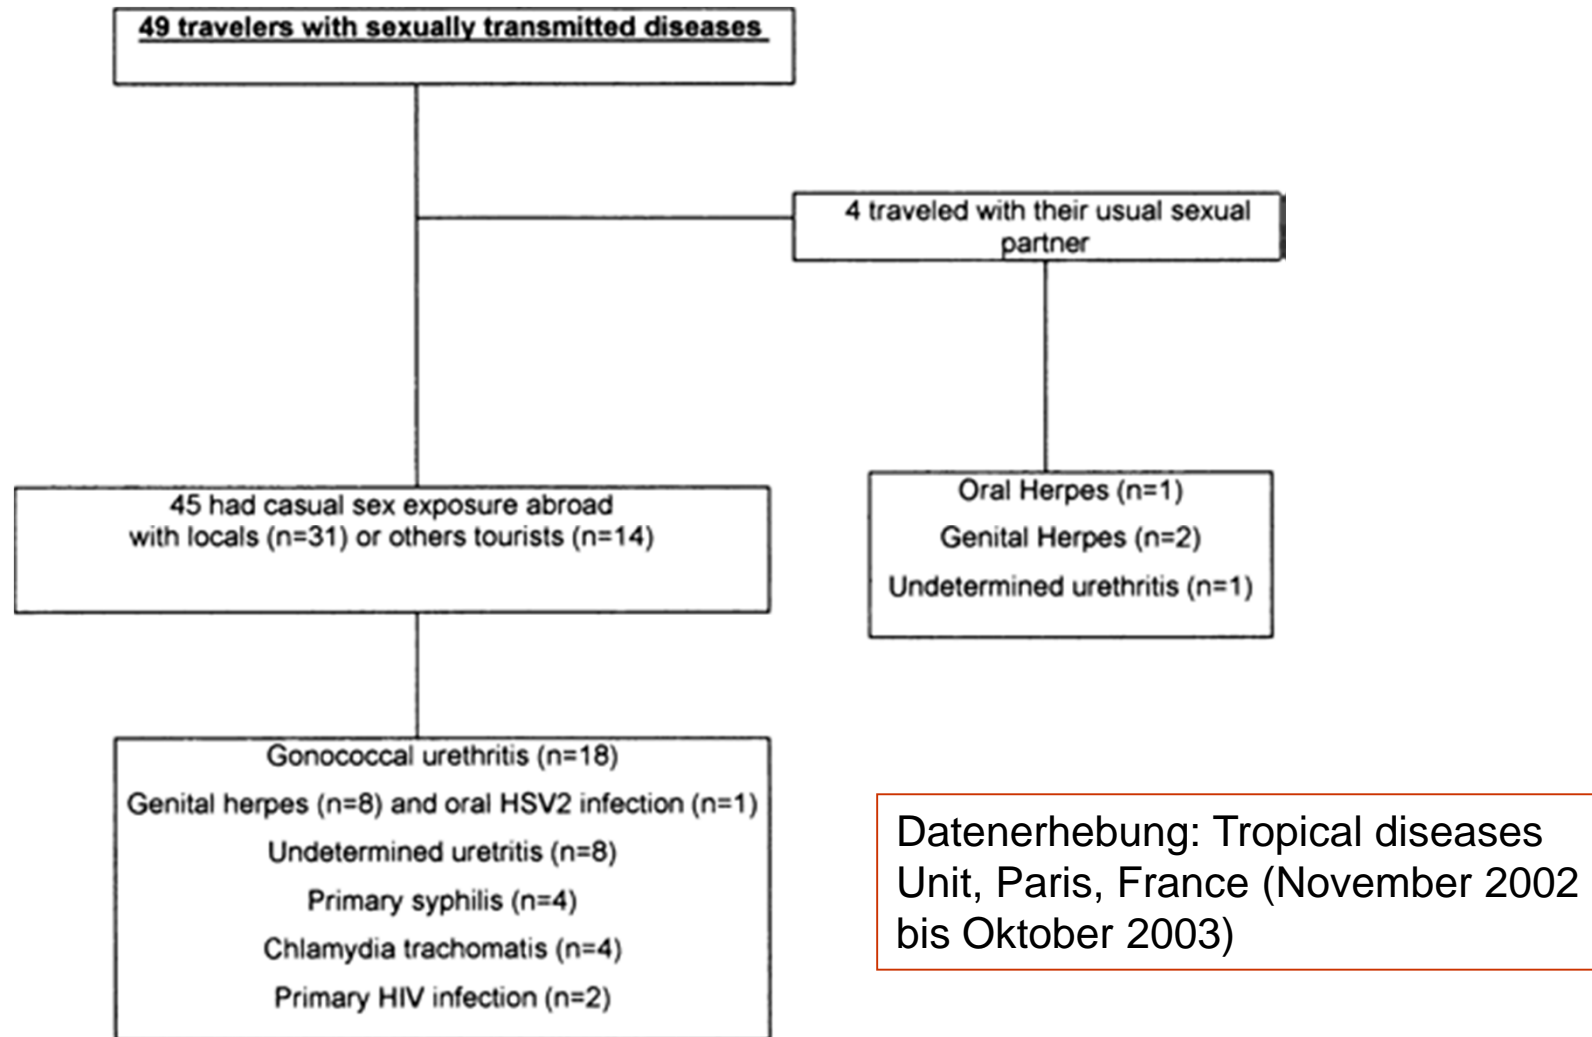 49 travelers with sexually transmitted diseases
4 traveled with their usual sexual
partner
45 had casual sex exposure abroad
with locals (n=31) or others tourists (n=14)
Oral Herpes (n=1)
Genital Herpes (n=2)
Undetermined urethritis (n=1)
Gonococcal urethritis (n=18)
Genital herpes (n=8) and oral HSV2 infection (n=1)
Undetermined uretritis (n=8)
Primary syphilis (n=4)
Chlamydia trachomatis (n=4)
Primary HIV infection (n=2)
Datenerhebung: Tropical diseases
Unit, Paris, France (November 2002
bis Oktober 2003)